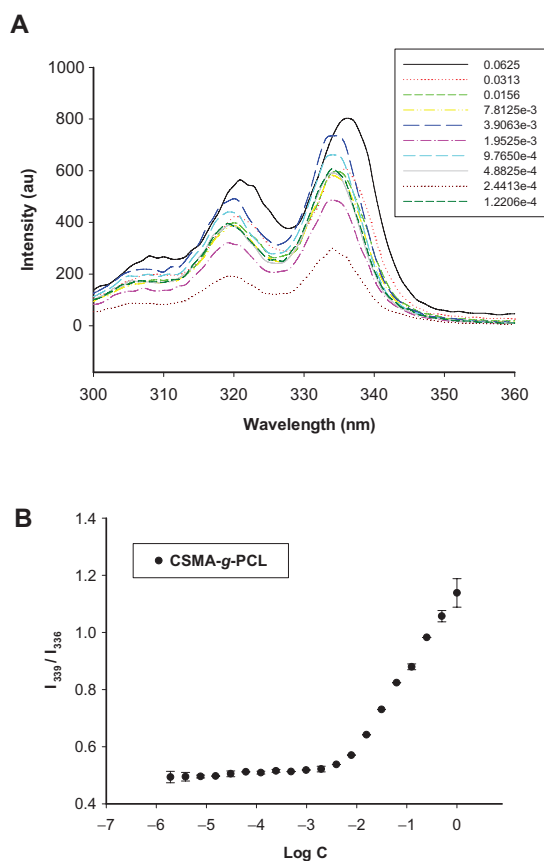 A
1000
800
600
400
200
0
Intensity (au)
300 310 320 330 340 350 360
Wavelength (nm)
0.0625
0.0313
0.0156
7.8125e-3
3.9063e-3
1.9525e-3
9.7650e-4
4.8825e-4
2.4413e-4
1.2206e-4
B
1.4
1.2
1.0
0.8
0.6
0.4
I339 / I336
CSMA-g-PCL
−7 −6 −5 −4 −3 −2 −1 0
Log C